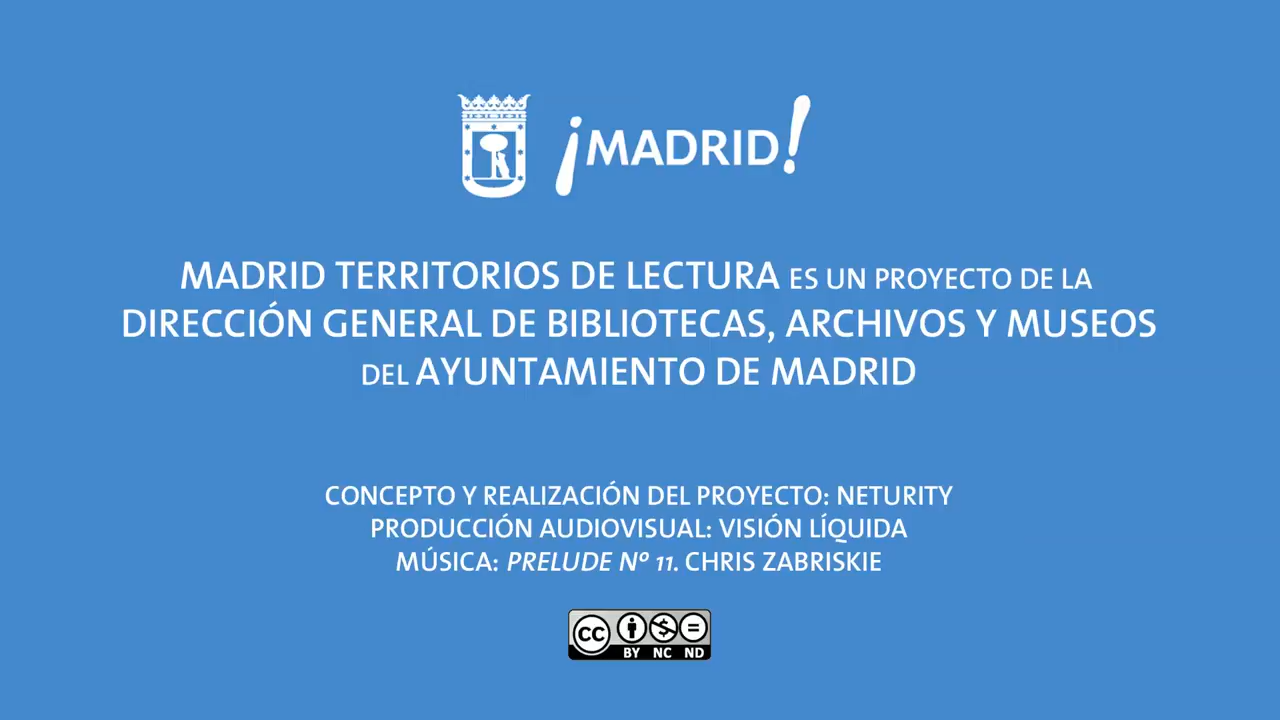 ¡MADRID!
MADRID TERRITORIOS DE LECTURA ES UN PROYECTO DE LA
DIRECCIÓN GENERAL DE BIBLIOTECAS, ARCHIVOS Y MUSEOS
DEL AYUNTAMIENTO DE MADRID
CONCEPTO Y REALIZACIÓN DEL PROYECTO: NETURITY
PRODUCCIÓN AUDIOVISUAL: VISIÓN LÍQUIDA
MÚSICA: PRELUDE Nº 11. CHRIS ZABRISKIE
CC
BY NC ND